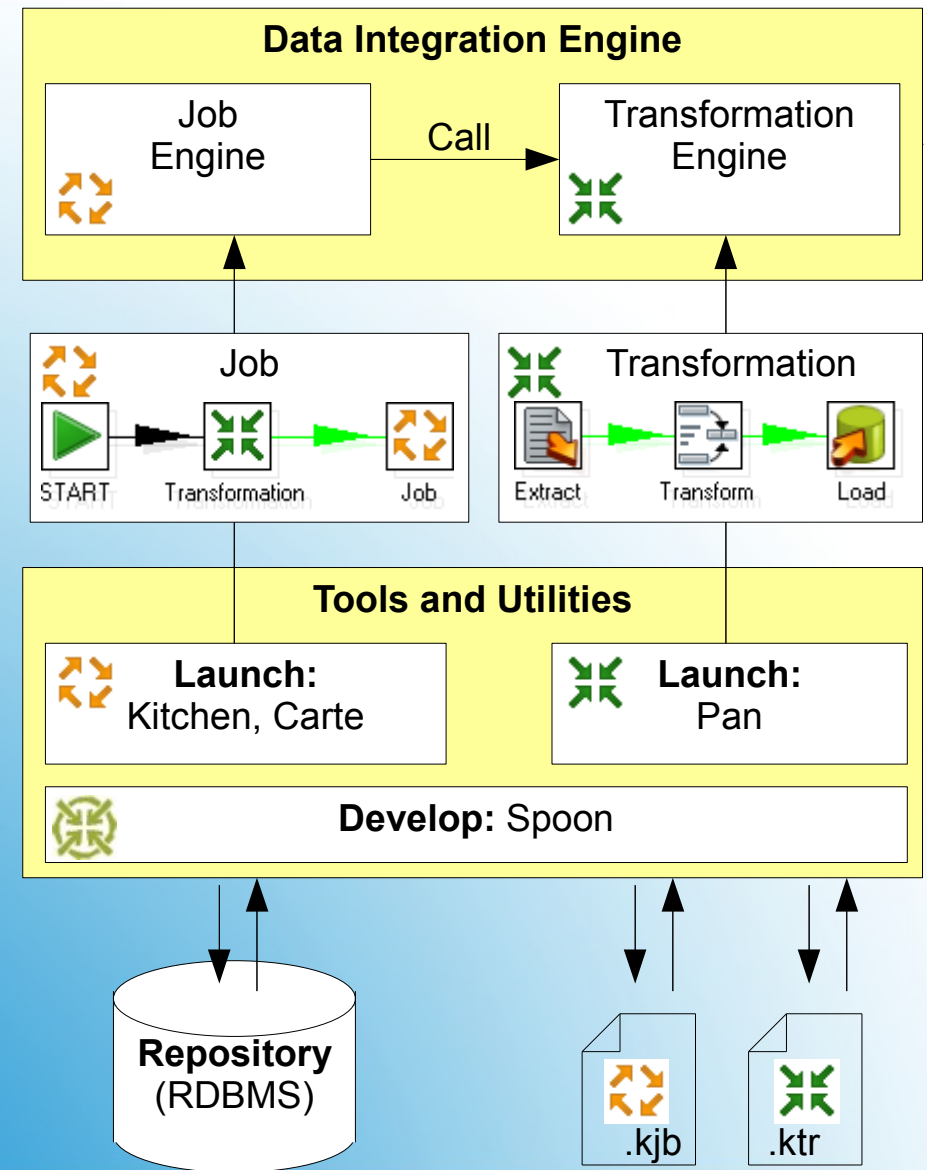 Data Integration Engine
Job
Engine
Call
Transformation
Engine
Job
START
Transformation
Job
Transformation
Extract
Transform
Load
Tools and Utilities
Launch:
Kitchen, Carte
Launch:
Pan
Develop: Spoon
Repository
(RDBMS)
.kjb
.ktr